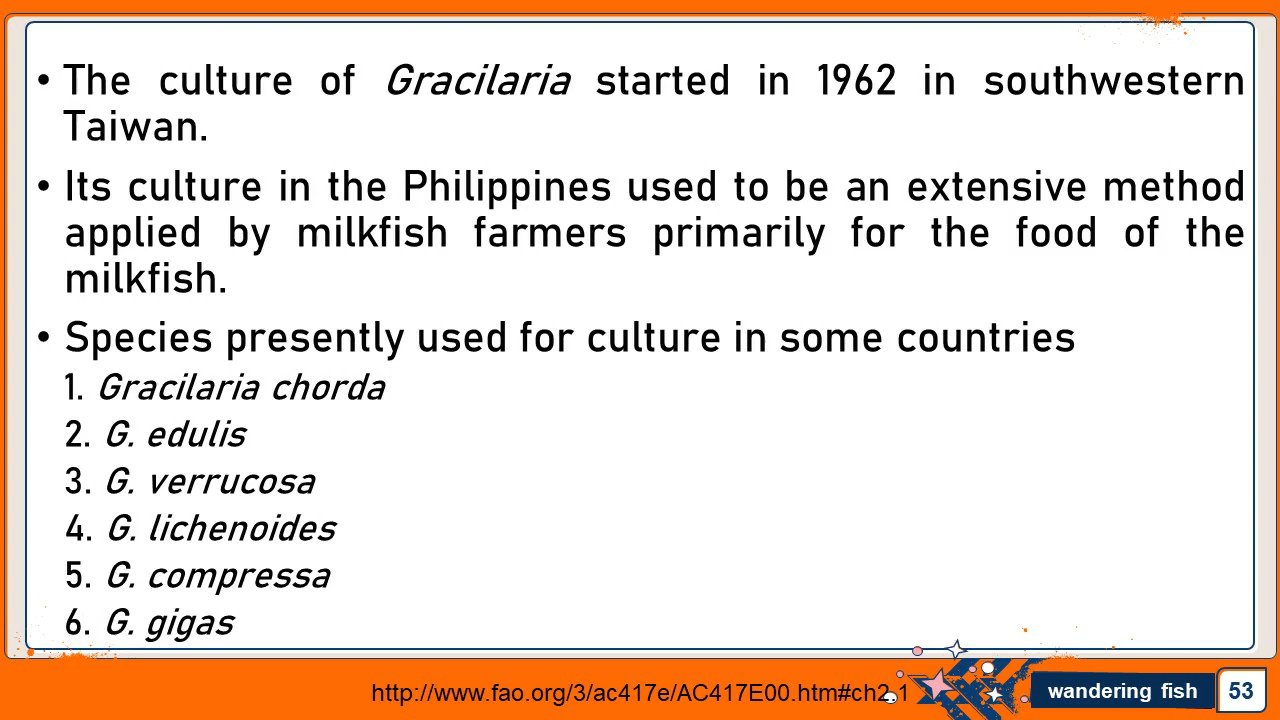 • The culture of Gracilaria started in 1962 in southwestern
Taiwan.
• Its culture in the Philippines used to be an extensive method
applied by milkfish farmers primarily for the food of the
milkfish.
• Species presently used for culture in some countries
1. Gracilaria chorda
2. G. edulis
3. G. verrucosa
4. G. lichenoides
5. G. compressa
6. G. gigas
http://www.fao.org/3/ac417e/AC417E00.htm#ch2.1
wandering fish 53